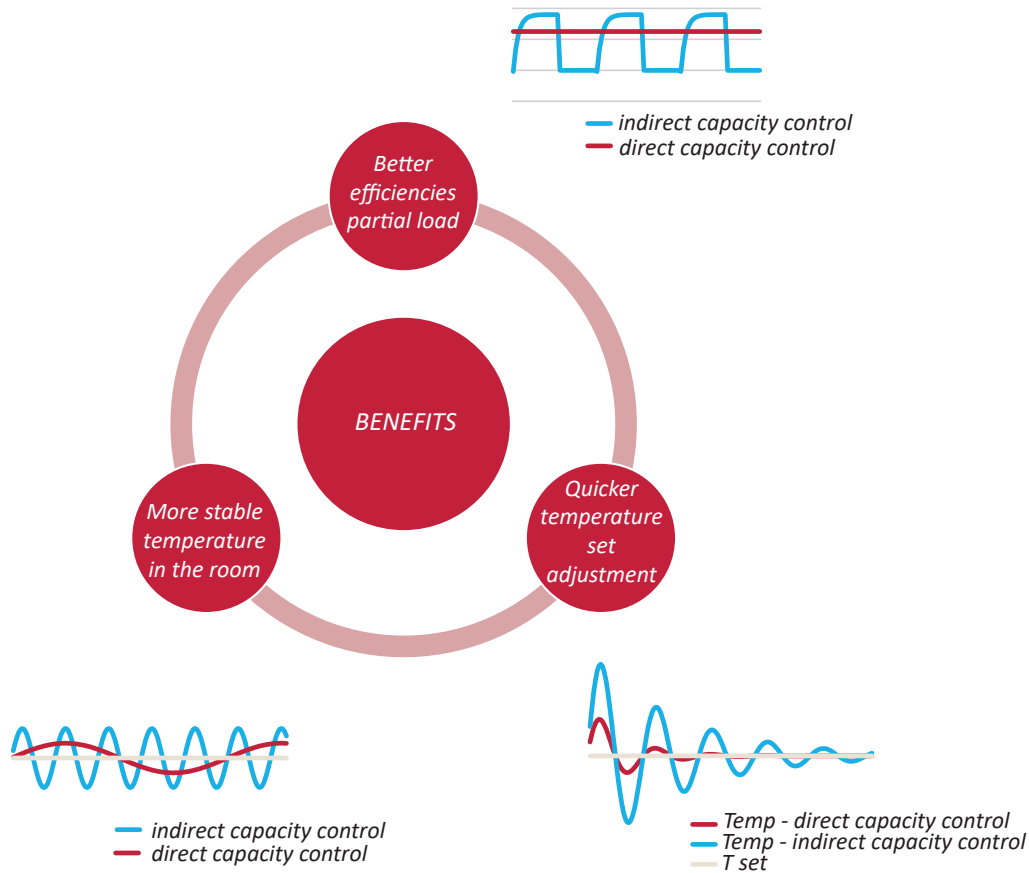 indirect capacity control
direct capacity control
Better
efficiencies
partial load
BENEFITS
More stable
temperature
in the room
Quicker
temperature
set
adjustment
indirect capacity control
direct capacity control
Temp - direct capacity control
Temp - indirect capacity control
T set